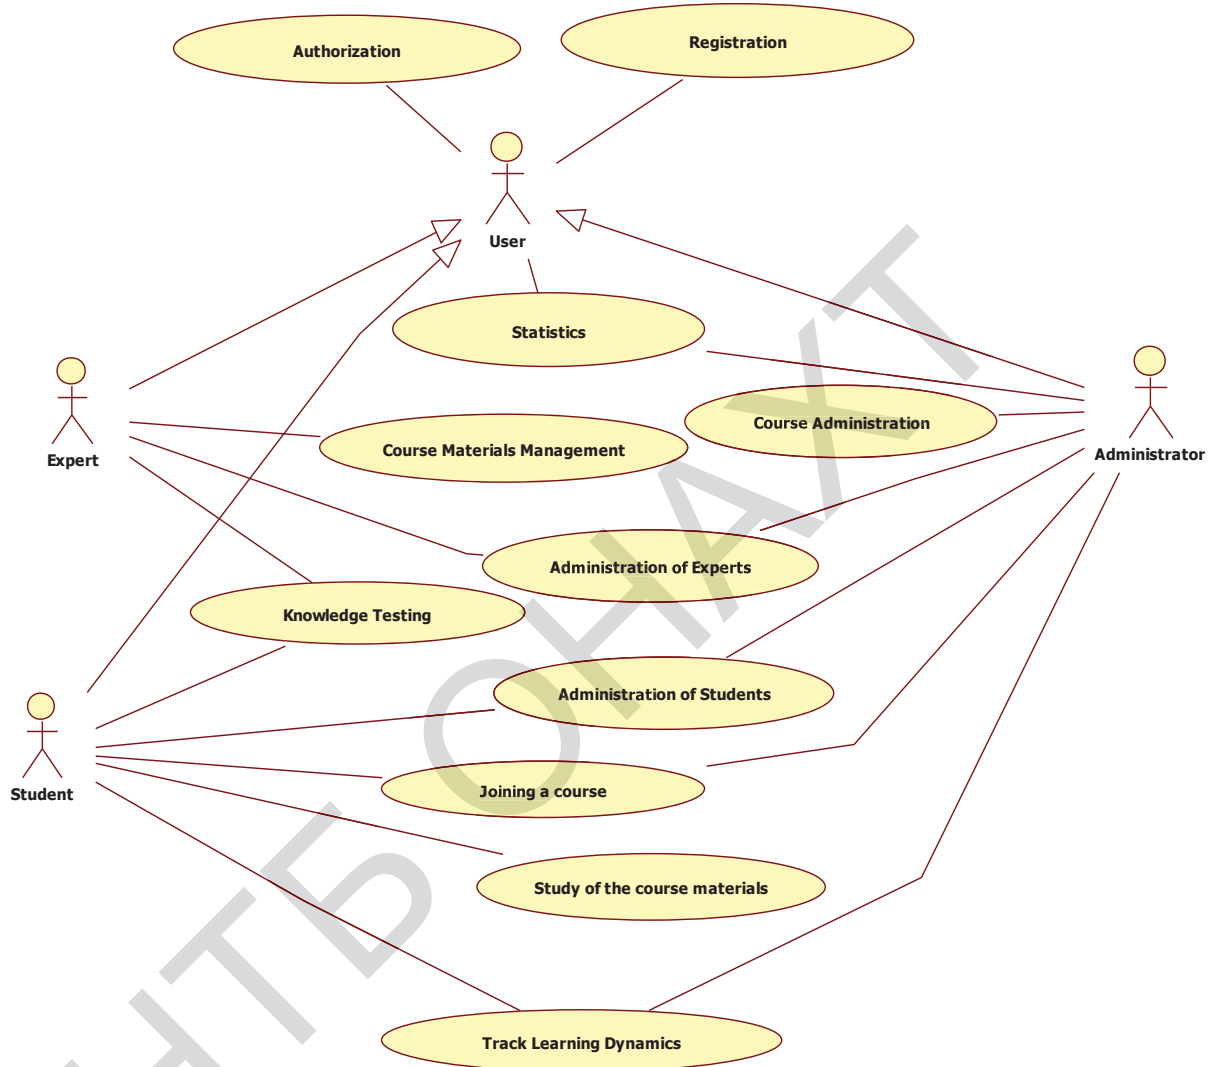 Authorization
Registration
User
Statistics
Course Administration
Expert
Course Materials Management
Administrator
Administration of Experts
Knowledge Testing
Administration of Students
Student
Joining a course
Study of the course materials
Track Learning Dynamics
НТБ ОНАХТ